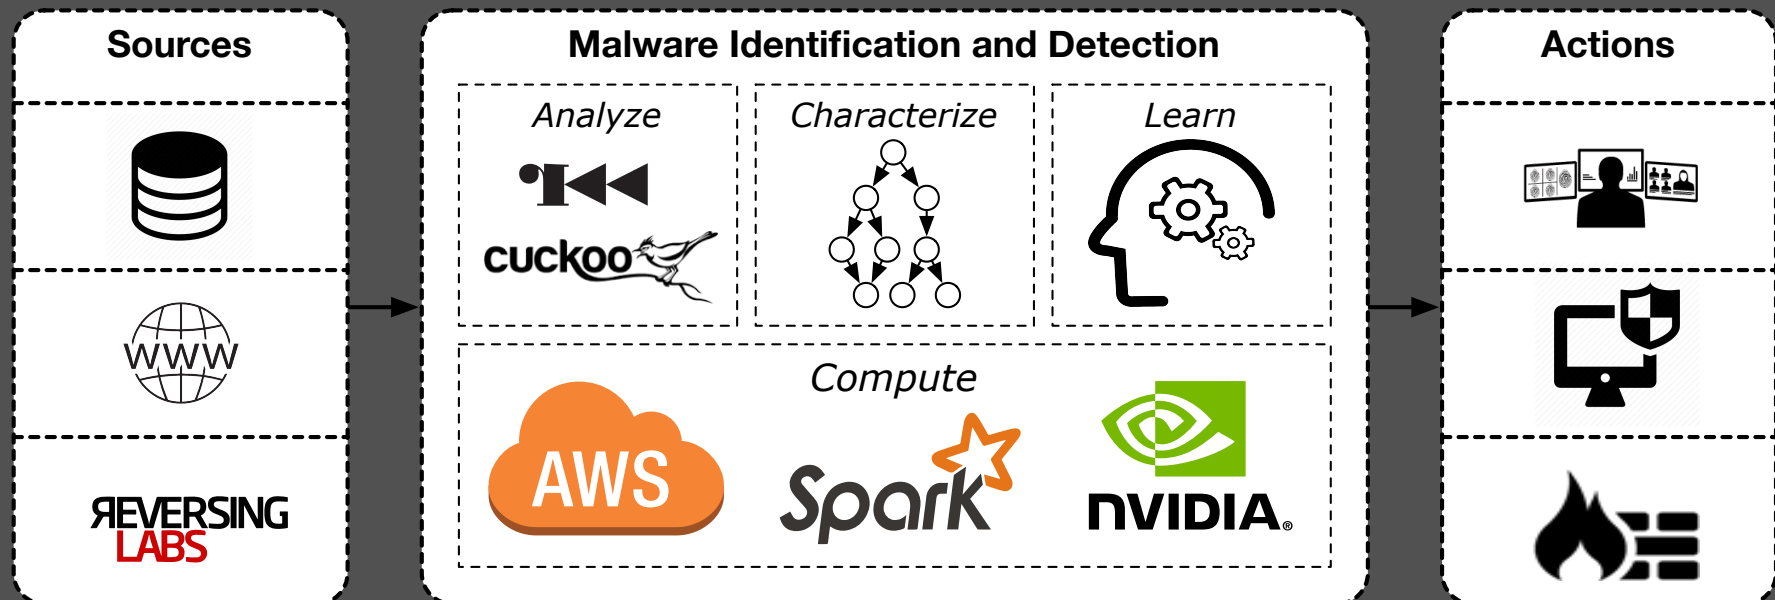 Sources
WWW
REVERSING
LABS
Malware Identification and Detection
Analyze
cuckoo
Characterize
Learn
Compute
AWS
Spark
NVIDIA®
Actions